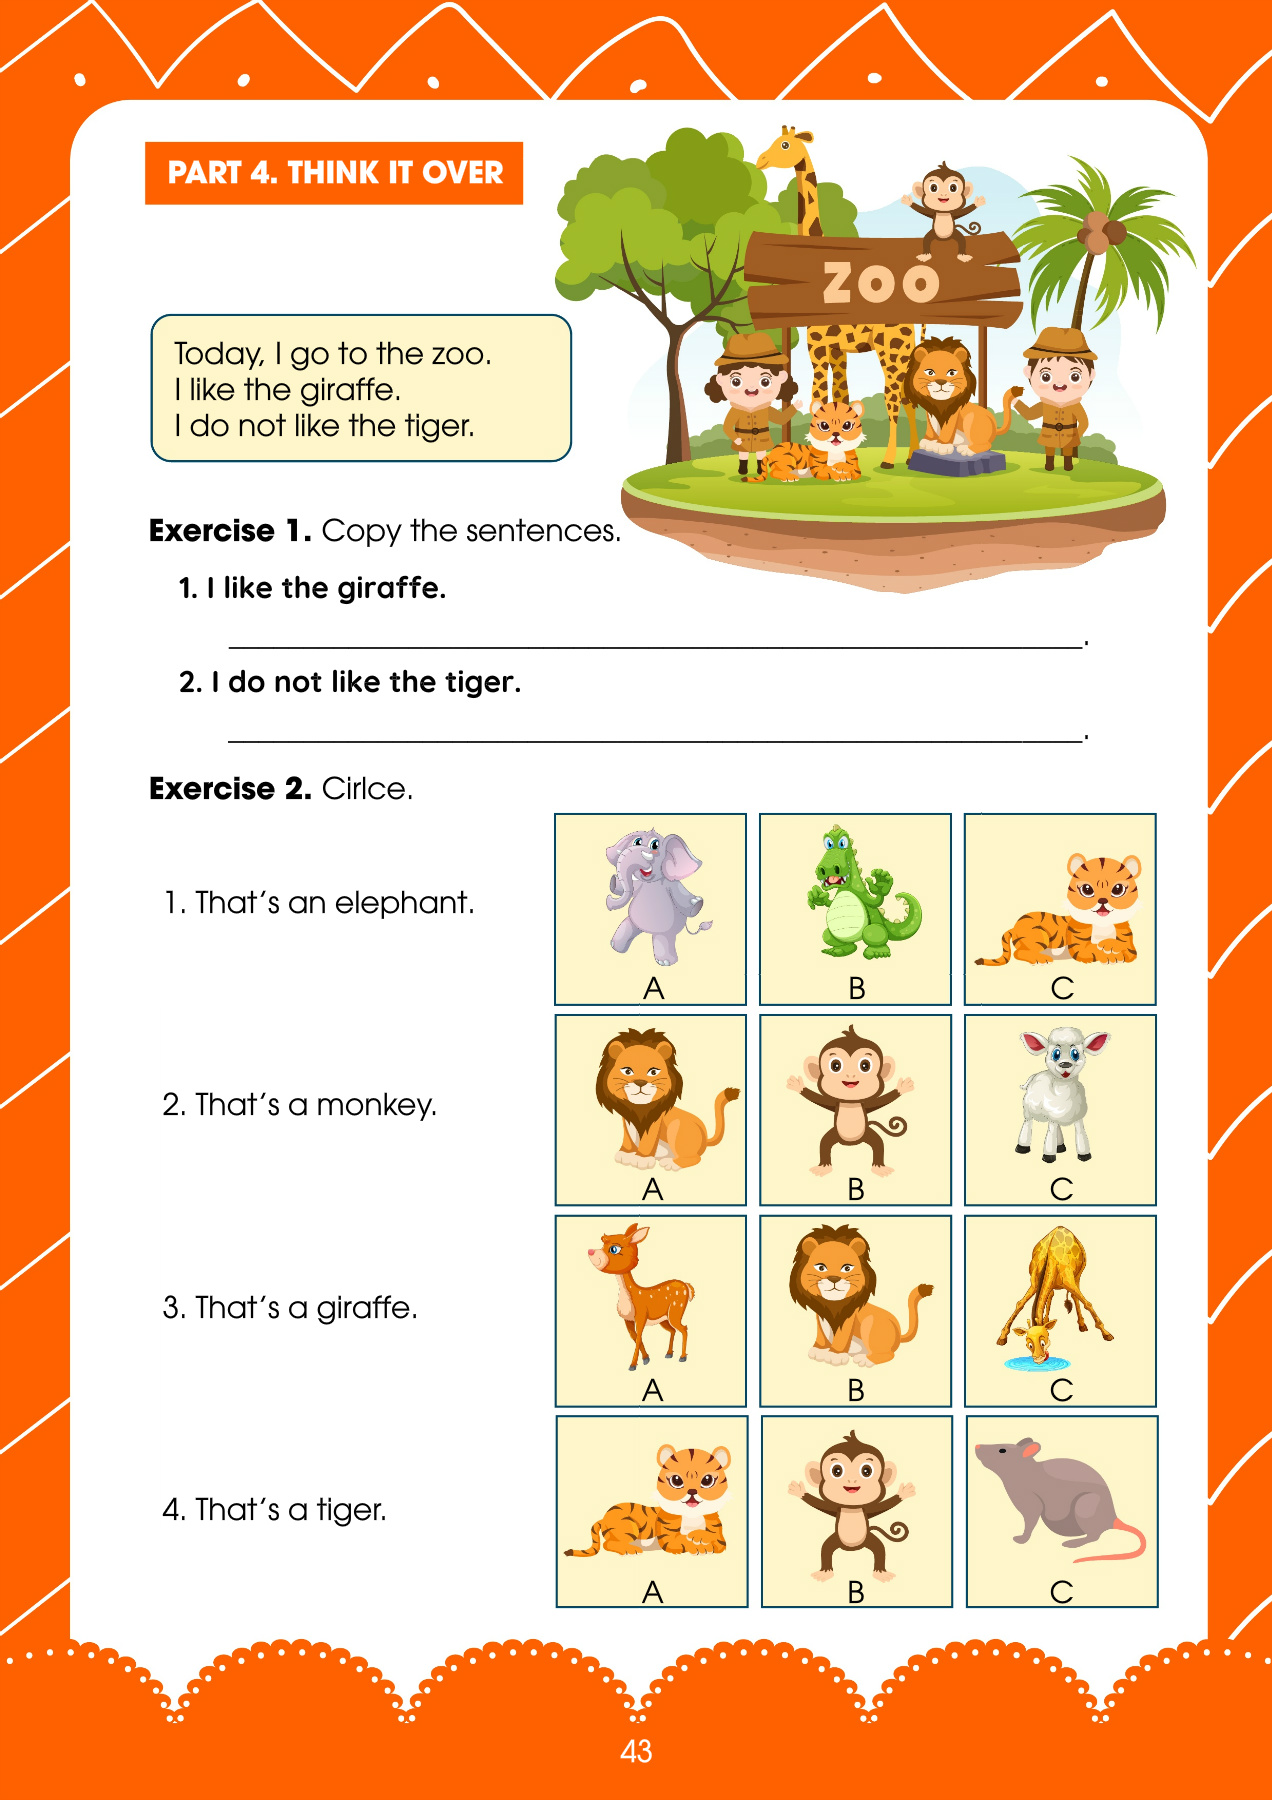 PART 4. THINK IT OVER
ZOO
Today, I go to the zoo.
I like the giraffe.
I do not like the tiger.
Exercise 1. Copy the sentences.
1. I like the giraffe.
.
2. I do not like the tiger.
.
Exercise 2. Cirlce.
1. That's an elephant.
A B C
2. That's a monkey.
A B C
3. That's a giraffe.
A B C
4. That's a tiger.
A B C
43